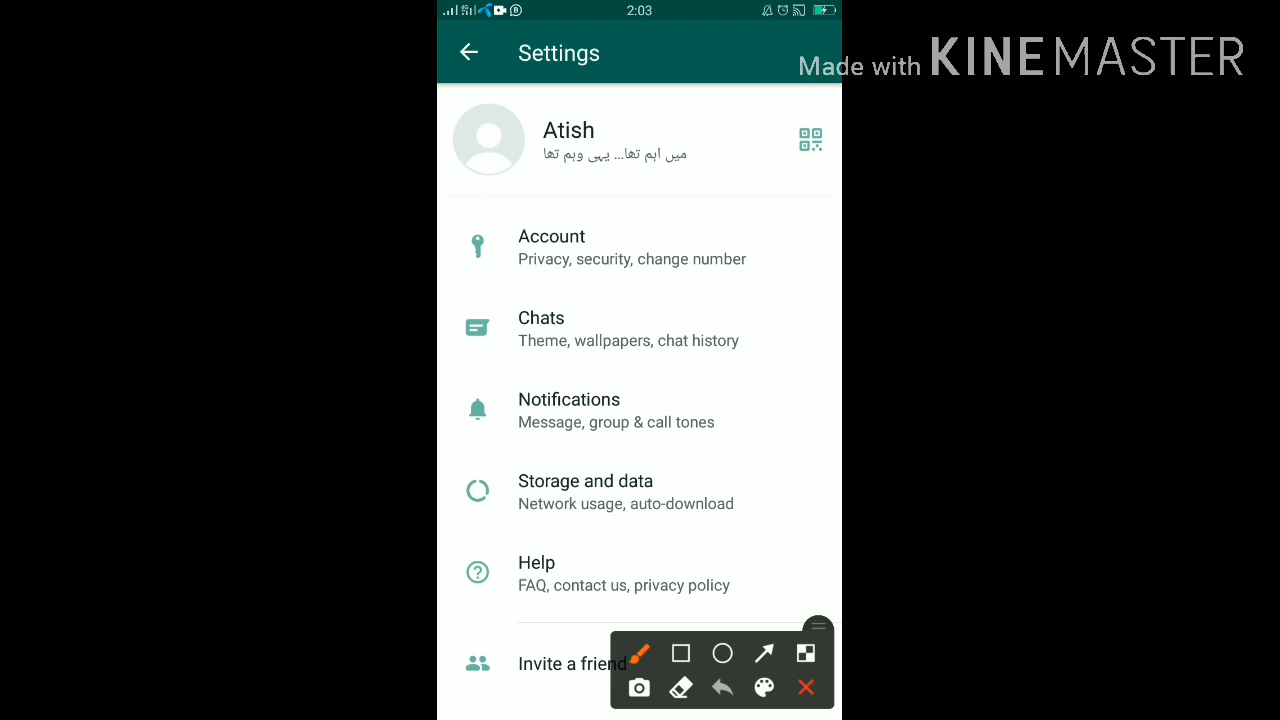 2:03
Settings
Made with KINEMASTER
Atish
میں اہم تھا... یہی وہم تھا
Account
Privacy, security, change number
Chats
Theme, wallpapers, chat history
Notifications
Message, group & call tones
Storage and data
Network usage, auto-download
Help
FAQ, contact us, privacy policy
Invite a friend